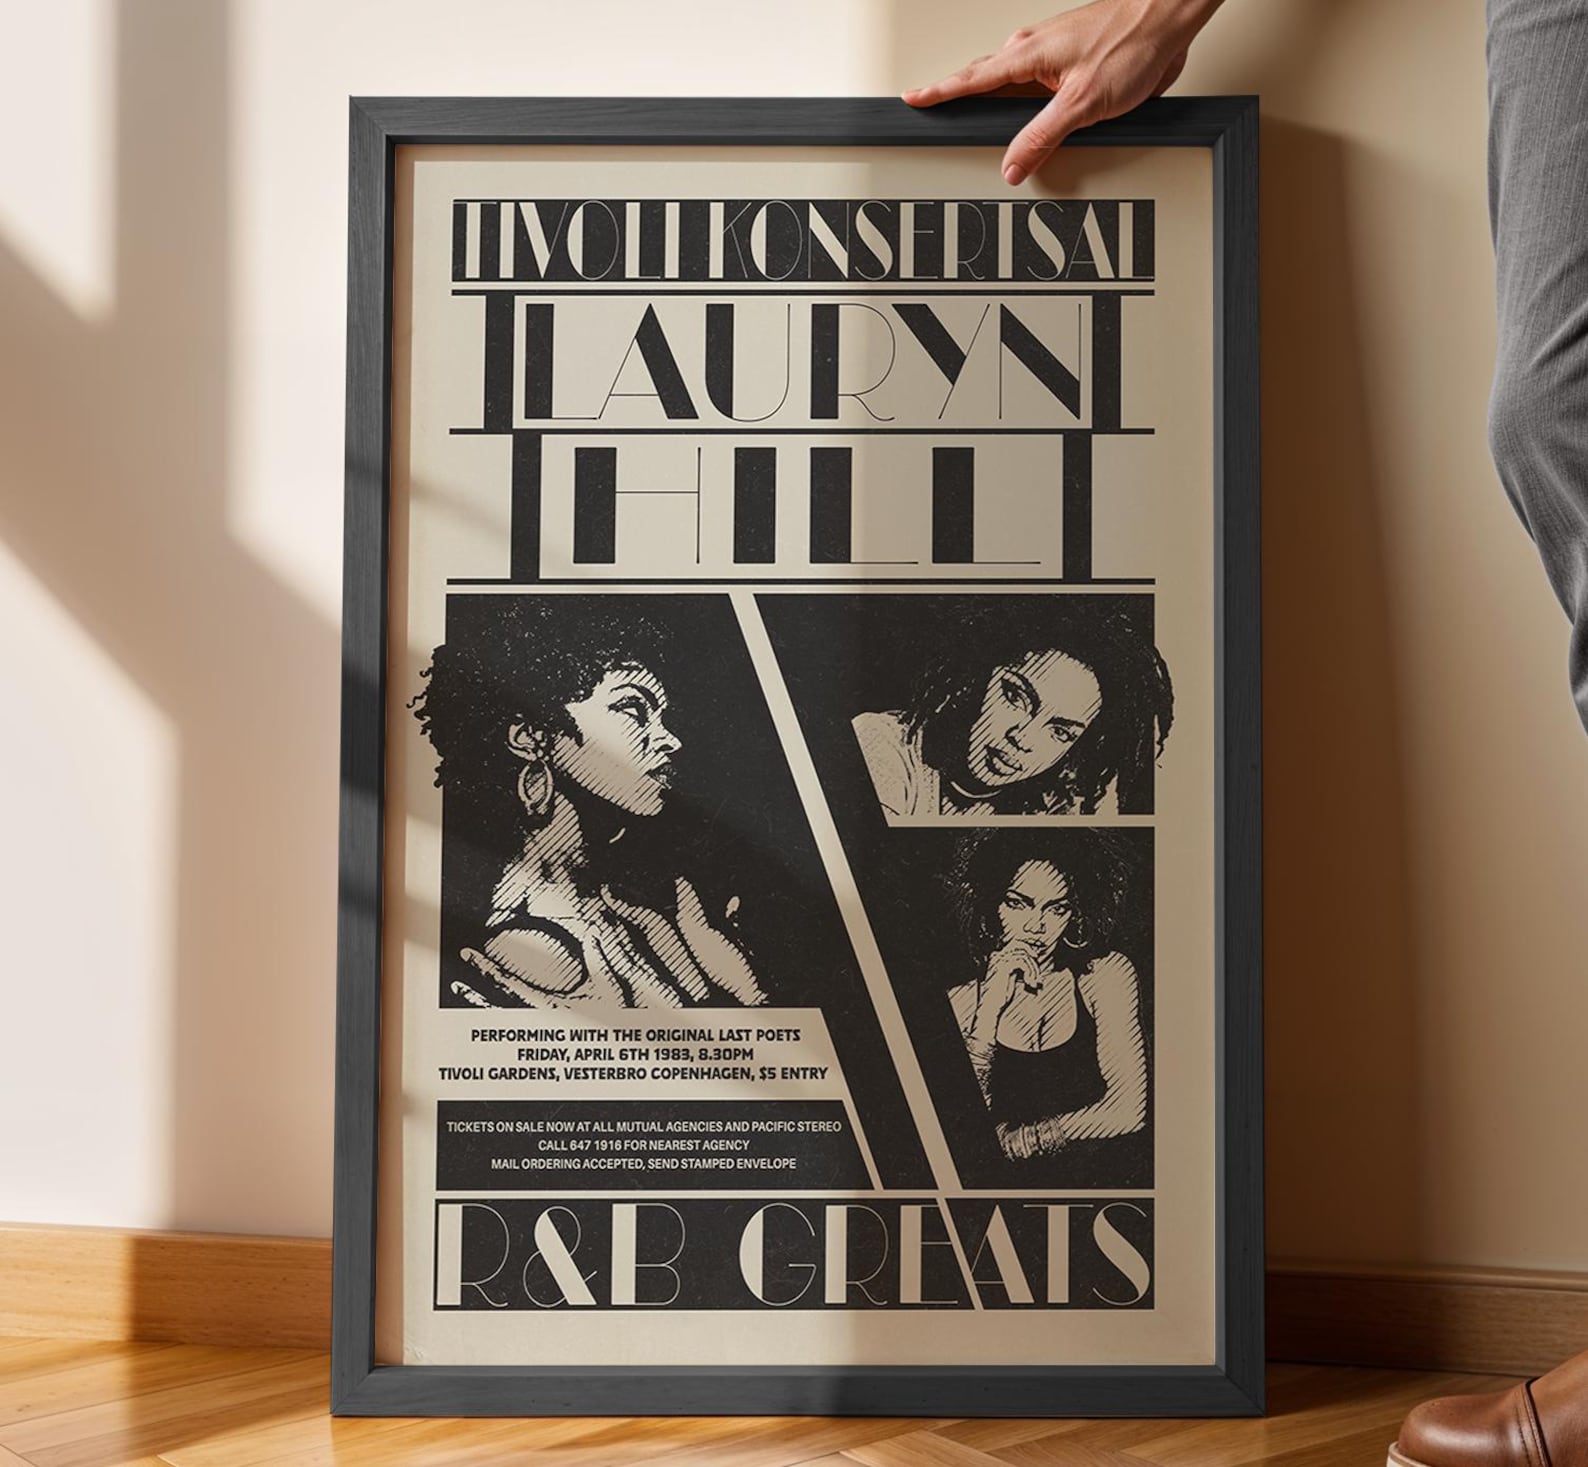 TIVOLI KONSERTSAL
LAURYN
HILL
PERFORMING WITH THE ORIGINAL LAST POETS
FRIDAY, APRIL 6TH 1983, 8.30PM
TIVOLI GARDENS, VESTERBRO COPENHAGEN, $5 ENTRY
TICKETS ON SALE NOW AT ALL MUTUAL AGENCIES AND PACIFIC STEREO
CALL 647 1916 FOR NEAREST AGENCY
MAIL ORDERING ACCEPTED, SEND STAMPED ENVELOPE
R&B GREATS